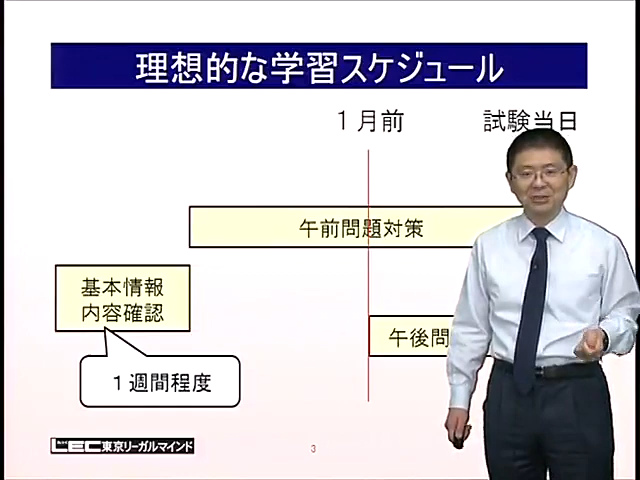 理想的な学習スケジュール
1月前
試験当日
午前問題対策
基本情報
内容確認
午後問
1週間程度
LEC東京リーガルマインド
3